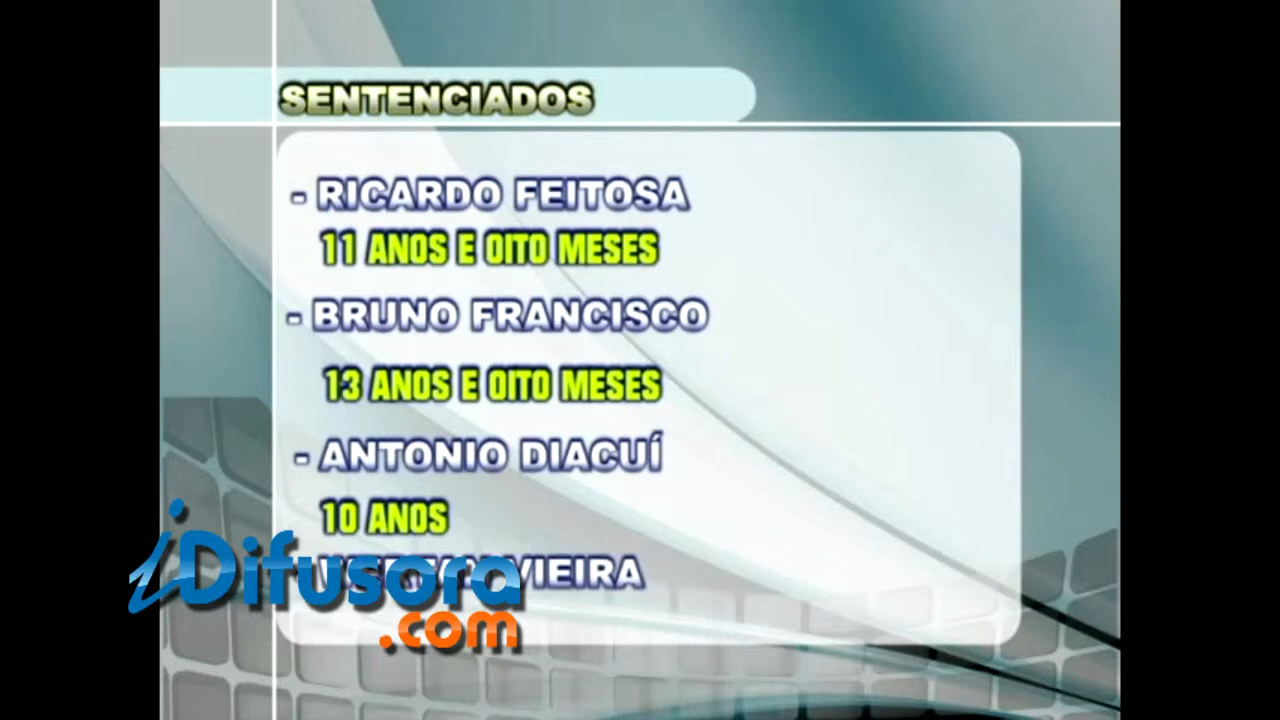 SENTENCIADOS
- RICARDO FEITOSA
11 ANOS E OITO MESES
- BRUNO FRANCISCO
13 ANOS E OITO MESES
- ANTONIO DIACUÍ
10 ANOS
VIEIRA
iDifusora
.com